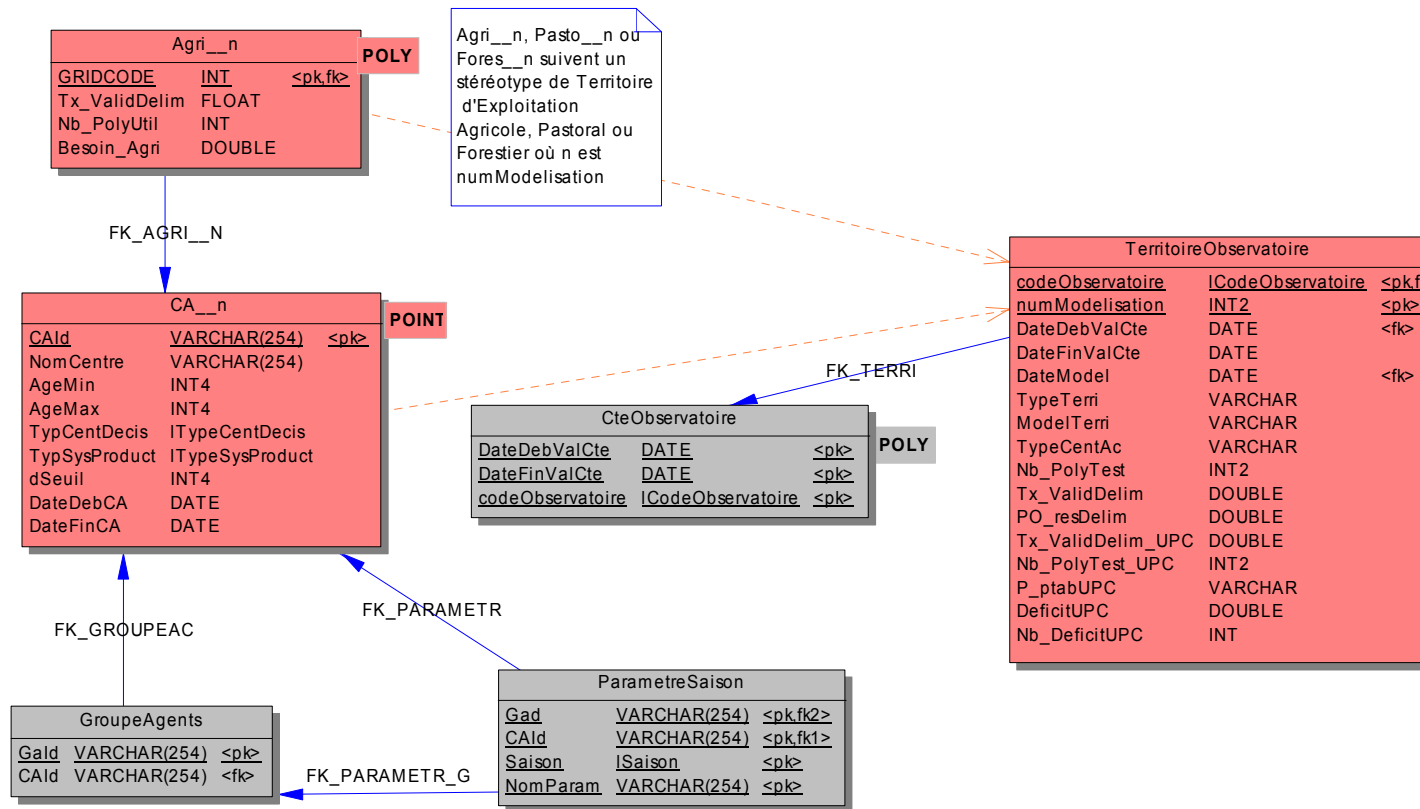 Agri__n
POLY
GRIDCODE INT <pk,fk>
Tx_ValidDelim FLOAT
Nb_PolyUtil INT
Besoin_Agri DOUBLE
Agri__n, Pasto__n ou
Fores__n suivent un
stéréotype de Territoire
d'Exploitation
Agricole, Pastoral ou
Forestier où n est
numModelisation
FK_AGRI__N
CA__n
POINT
CAId VARCHAR(254) <pk>
NomCentre VARCHAR(254)
AgeMin INT4
AgeMax INT4
TypCentDecis ITypeCentDecis
TypSysProduct ITypeSysProduct
dSeuil INT4
DateDebCA DATE
DateFinCA DATE
TerritoireObservatoire
codeObservatoire ICodeObservatoire <pk,f
numModelisation INT2 <pk>
DateDebValCte DATE <fk>
DateFinValCte DATE
DateModel DATE <fk>
TypeTerri VARCHAR
ModelTerri VARCHAR
TypeCentAc VARCHAR
Nb_PolyTest INT2
Tx_ValidDelim DOUBLE
PO_resDelim DOUBLE
Tx_ValidDelim_UPC DOUBLE
Nb_PolyTest_UPC INT2
P_ptabUPC VARCHAR
DeficitUPC DOUBLE
Nb_DeficitUPC INT
FK_TERRI
CteObservatoire
POLY
DateDebValCte DATE <pk>
DateFinValCte DATE <pk>
codeObservatoire ICodeObservatoire <pk>
FK_GROUPEAC
FK_PARAMETR
GroupeAgents
GaId VARCHAR(254) <pk>
CAId VARCHAR(254) <fk>
FK_PARAMETR_G
ParametreSaison
Gad VARCHAR(254) <pk,fk2>
CAId VARCHAR(254) <pk,fk1>
Saison ISaison <pk>
NomParam VARCHAR(254) <pk>